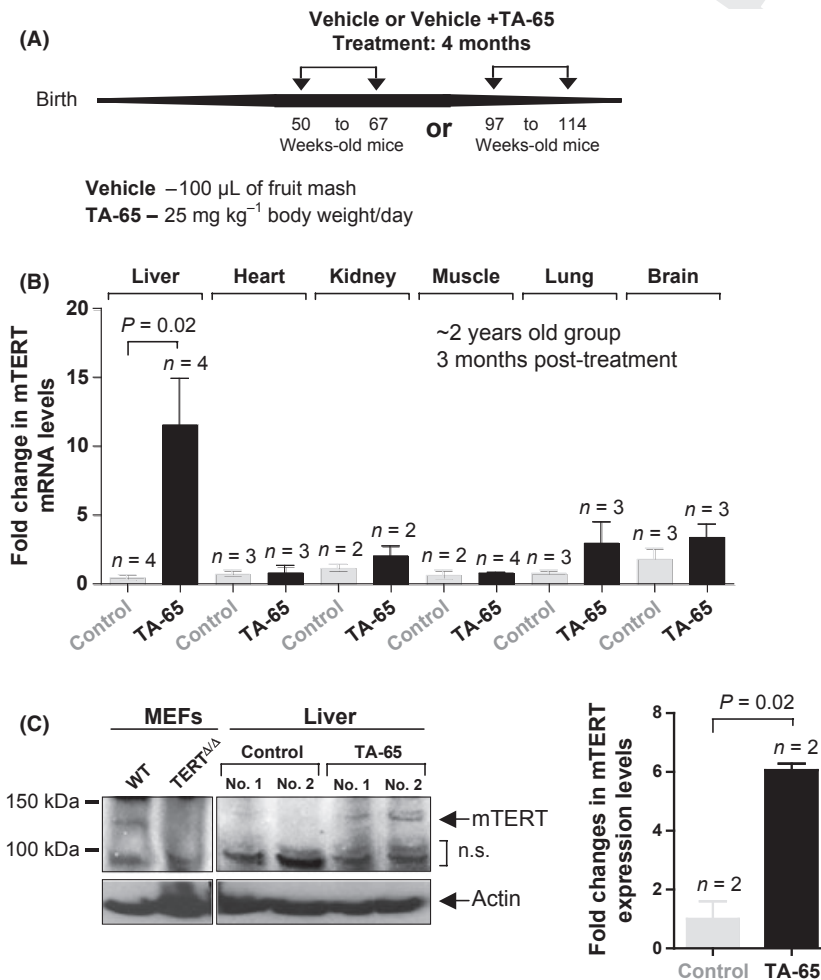 (A)
Vehicle or Vehicle +TA-65
Treatment: 4 months
Birth
50 to 67 or 97 to 114
Weeks-old mice Weeks-old mice
Vehicle –100 µL of fruit mash
TA-65 – 25 mg kg⁻¹ body weight/day
(B)
Liver Heart Kidney Muscle Lung Brain
Fold change in mTERT
mRNA levels
20
15
10
5
0
P = 0.02
~2 years old group
3 months post-treatment
n = 4 n = 4 n = 3 n = 3 n = 2 n = 2 n = 2 n = 4 n = 3 n = 3 n = 3 n = 3
Control TA-65 Control TA-65 Control TA-65 Control TA-65 Control TA-65 Control TA-65
(C)
MEFs Liver
WT TERT^Δ/Δ
Control TA-65
No. 1 No. 2 No. 1 No. 2
150 kDa
mTERT
100 kDa
n.s.
Actin
Fold changes in mTERT
expression levels
8
6
4
2
0
P = 0.02
n = 2
n = 2
Control TA-65